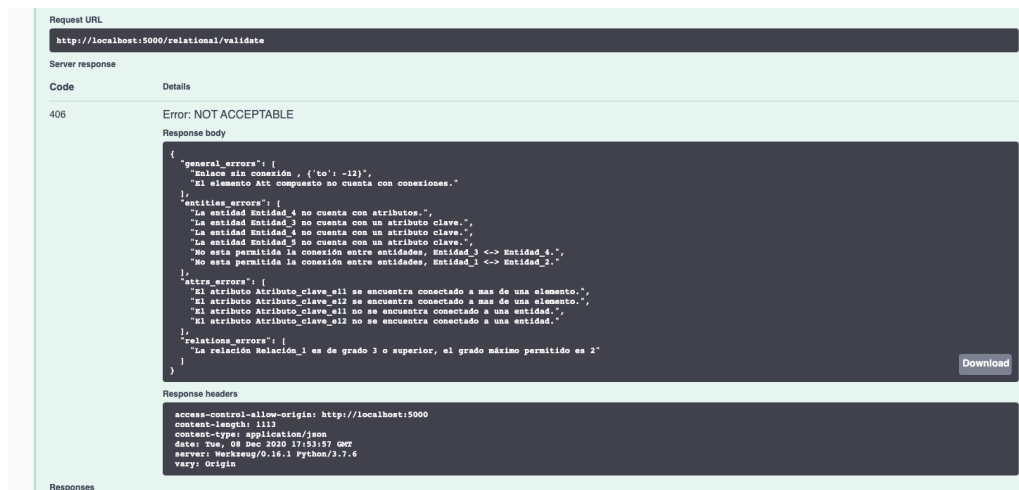 Request URL
http://localhost:5000/relational/validate
Server response
Code Details
406 Error: NOT ACCEPTABLE
Response body
{
"general_errors": [
"Enlace sin conexión , {'to': -12}",
"El elemento Att compuesto no cuenta con conexiones."
],
"entities_errors": [
"La entidad Entidad_4 no cuenta con atributos.",
"La entidad Entidad_3 no cuenta con un atributo clave.",
"La entidad Entidad_4 no cuenta con un atributo clave.",
"La entidad Entidad_5 no cuenta con un atributo clave.",
"No esta permitida la conexión entre entidades, Entidad_3 <-> Entidad_4.",
"No esta permitida la conexión entre entidades, Entidad_1 <-> Entidad_2."
],
"attrs_errors": [
"El atributo Atributo_clave_e11 se encuentra conectado a mas de una elemento.",
"El atributo Atributo_clave_e12 se encuentra conectado a mas de una elemento.",
"El atributo Atributo_clave_e11 no se encuentra conectado a una entidad.",
"El atributo Atributo_clave_e12 no se encuentra conectado a una entidad."
],
"relations_errors": [
"La relación Relación_1 es de grado 3 o superior, el grado máximo permitido es 2"
]
}
Download
Response headers
access-control-allow-origin: http://localhost:5000
content-length: 1113
content-type: application/json
date: Tue, 08 Dec 2020 17:53:57 GMT
server: Werkzeug/0.16.1 Python/3.7.6
vary: Origin
Responses